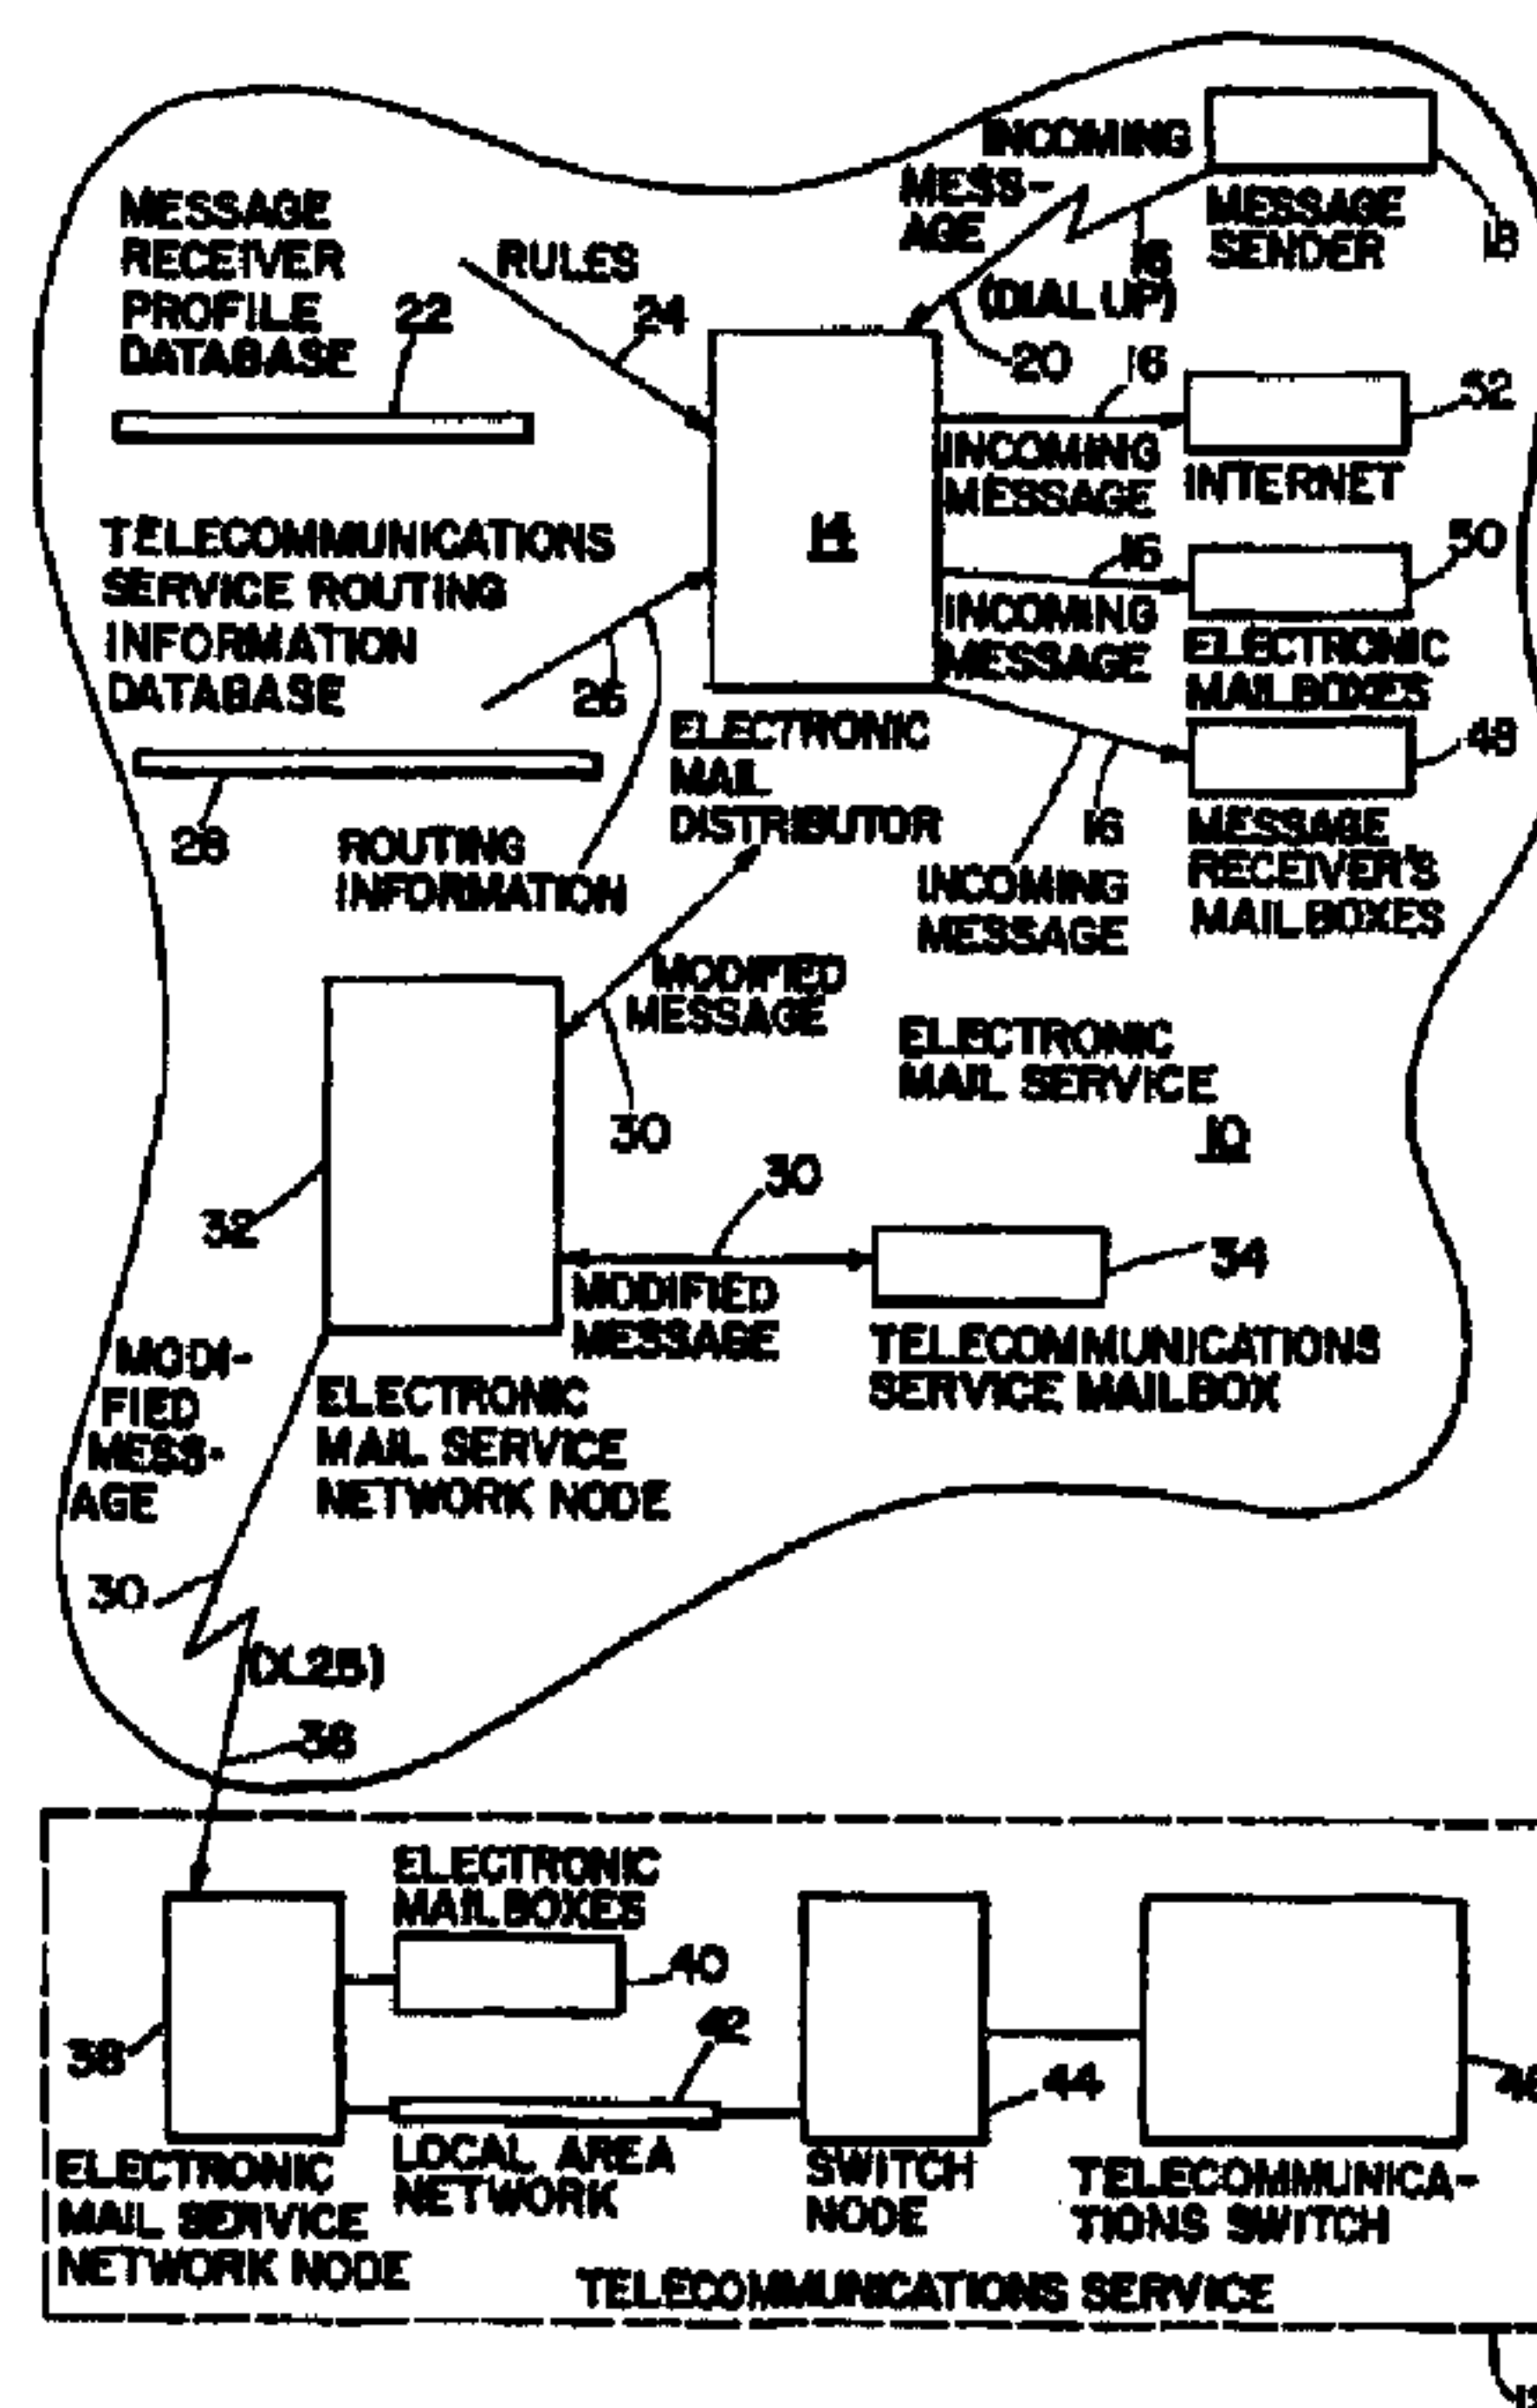 INCOMING
MESS-
AGE
MESSAGE
SENDER
18
16
(DIAL UP)
20
MESSAGE
RECEIVER
PROFILE
DATABASE
22
RULES
24
14
16
INCOMING
MESSAGE
52
INTERNET
16
INCOMING
MESSAGE
50
ELECTRONIC
MAILBOXES
48
MESSAGE
RECEIVER'S
MAILBOXES
16
INCOMING
MESSAGE
TELECOMMUNICATIONS
SERVICE ROUTING
INFORMATION
DATABASE
26
28
ROUTING
INFORMATION
ELECTRONIC
MAIL
DISTRIBUTOR
MODIFIED
MESSAGE
30
ELECTRONIC
MAIL SERVICE
10
32
30
MODIFIED
MESSAGE
34
TELECOMMUNICATIONS
SERVICE MAILBOX
MODI-
FIED
MESS-
AGE
ELECTRONIC
MAIL SERVICE
NETWORK NODE
30
(X.25)
36
ELECTRONIC
MAILBOXES
40
38
42
44
ELECTRONIC
MAIL SERVICE
NETWORK NODE
LOCAL AREA
NETWORK
SWITCH
NODE
TELECOMMUNICA-
TIONS SWITCH
TELECOMMUNICATIONS SERVICE